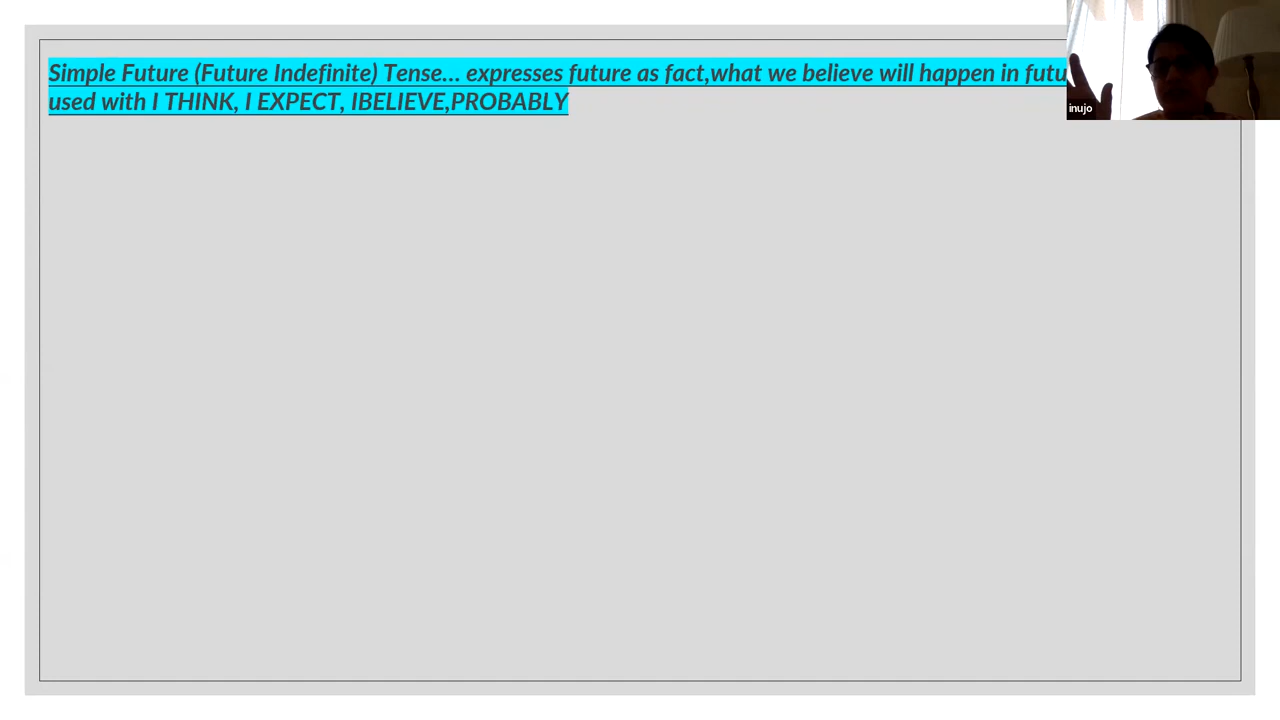 Simple Future (Future Indefinite) Tense... expresses future as fact,what we believe will happen in
used with I THINK, I EXPECT, IBELIEVE,PROBABLY
inujo